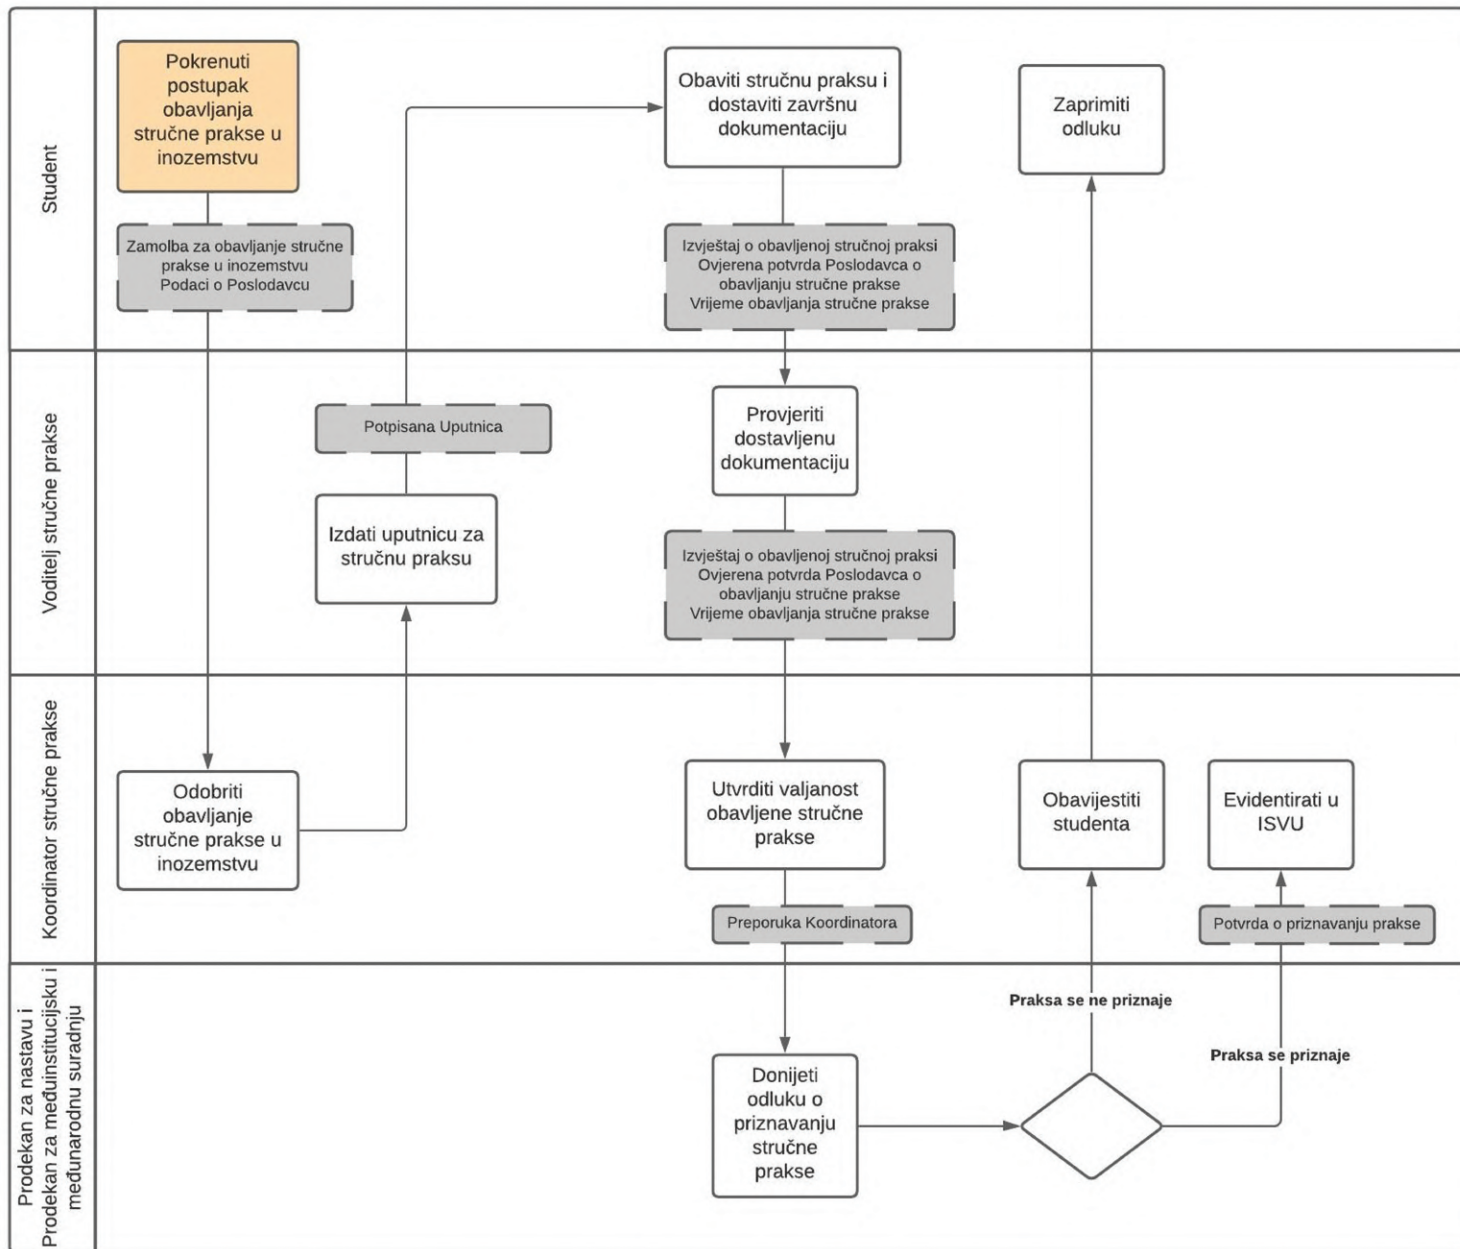 Student
Pokrenuti
postupak
obavljanja
stručne prakse u
inozemstvu
Zamolba za obavljanje stručne
prakse u inozemstvu
Podaci o Poslodavcu
Obaviti stručnu praksu i
dostaviti završnu
dokumentaciju
Izvještaj o obavljenoj stručnoj praksi
Ovjerena potvrda Poslodavca o
obavljanju stručne prakse
Vrijeme obavljanja stručne prakse
Zaprimiti
odluku
Voditelj stručne prakse
Potpisana Uputnica
Izdati uputnicu za
stručnu praksu
Provjeriti
dostavljenu
dokumentaciju
Izvještaj o obavljenoj stručnoj praksi
Ovjerena potvrda Poslodavca o
obavljanju stručne prakse
Vrijeme obavljanja stručne prakse
Koordinator stručne prakse
Odobriti
obavljanje
stručne prakse u
inozemstvu
Utvrditi valjanost
obavljene stručne
prakse
Preporuka Koordinatora
Obavijestiti
studenta
Evidentirati u
ISVU
Potvrda o priznavanju prakse
Prodekan za nastavu i
Prodekan za međuinstitucijsku i
međunarodnu suradnju
Donijeti
odluku o
priznavanju
stručne
prakse
Praksa se ne priznaje
Praksa se priznaje